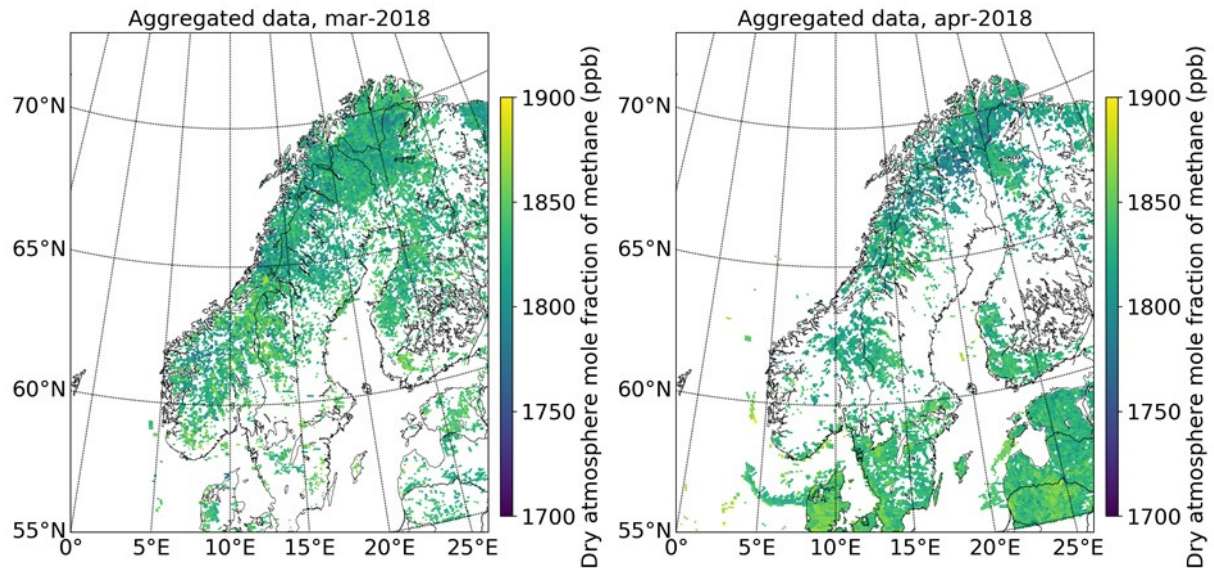 Aggregated data, mar-2018
70°N
65°N
60°N
55°N
0
5°E
10°E
15°E
20°E
25°E
1900
1850
1800
1750
1700
Dry atmosphere mole fraction of methane (ppb)
Aggregated data, apr-2018
70°N
65°N
60°N
55°N
0
5°E
10°E
15°E
20°E
25°E
1900
1850
1800
1750
1700
Dry atmosphere mole fraction of methane (ppb)